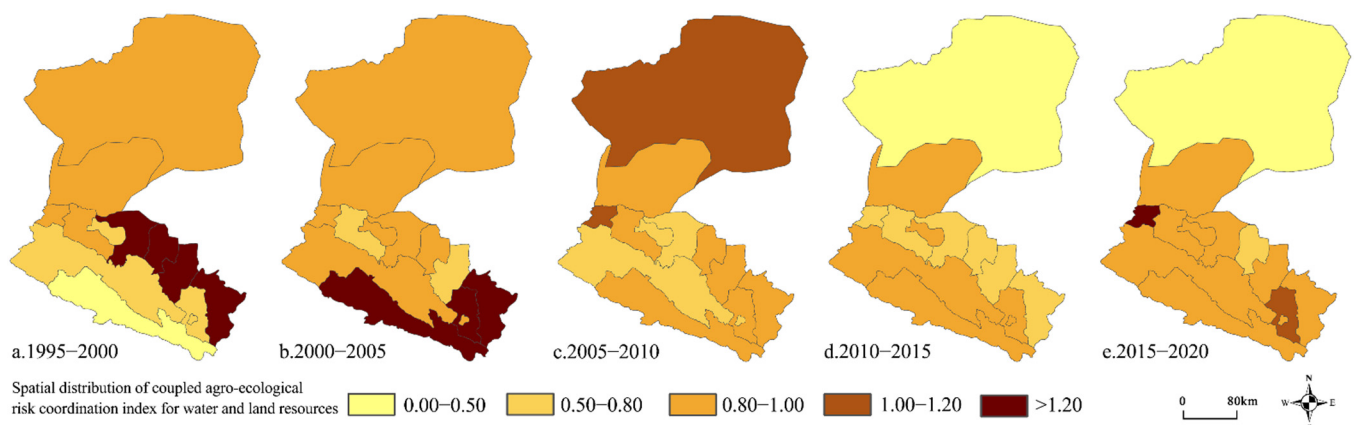 a.1995–2000
b.2000–2005
c.2005–2010
d.2010–2015
e.2015–2020
Spatial distribution of coupled agro-ecological
risk coordination index for water and land resources
0.00–0.50
0.50–0.80
0.80–1.00
1.00–1.20
>1.20
0 80km
N
W E
S